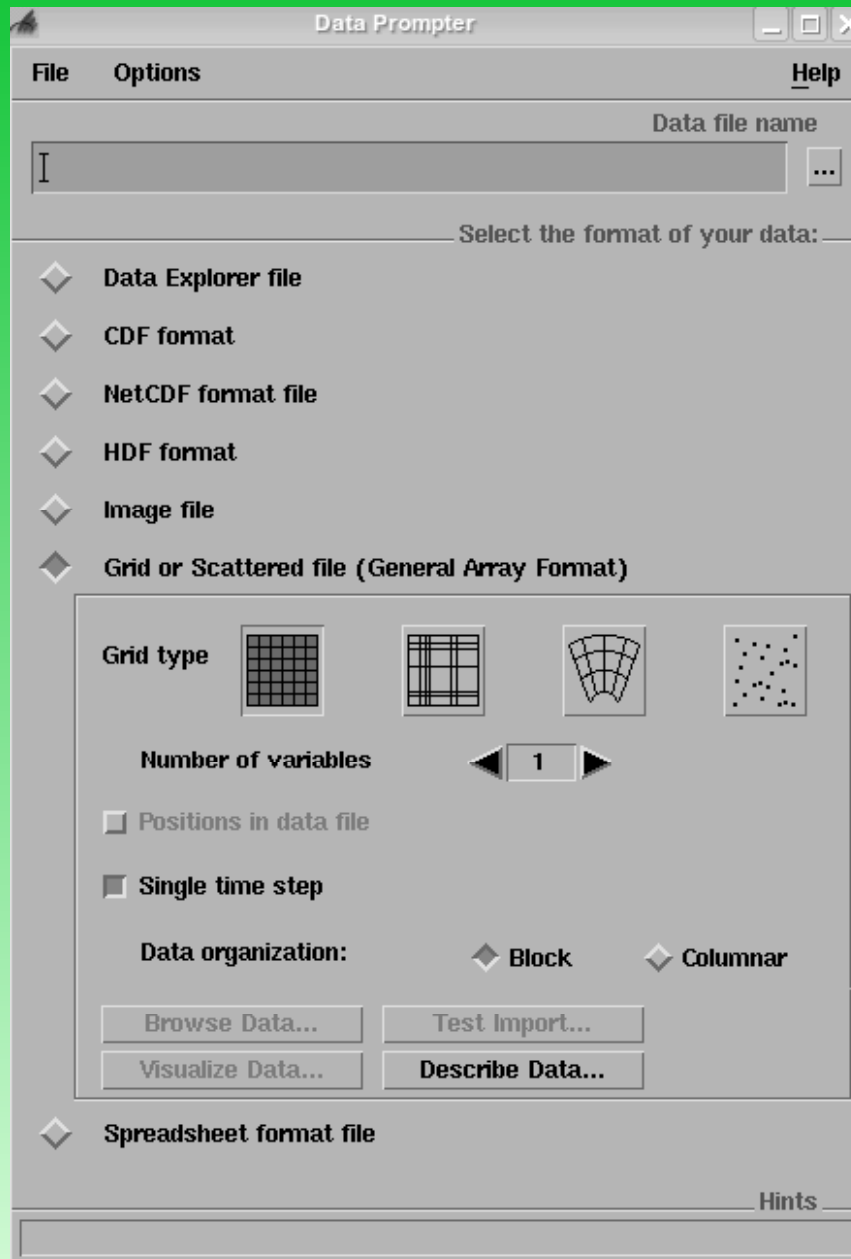 Data Prompter
File Options Help
Data file name
...
Select the format of your data:
Data Explorer file
CDF format
NetCDF format file
HDF format
Image file
Grid or Scattered file (General Array Format)
Grid type
Number of variables 1
Positions in data file
Single time step
Data organization: Block Columnar
Browse Data... Test Import...
Visualize Data... Describe Data...
Spreadsheet format file
Hints